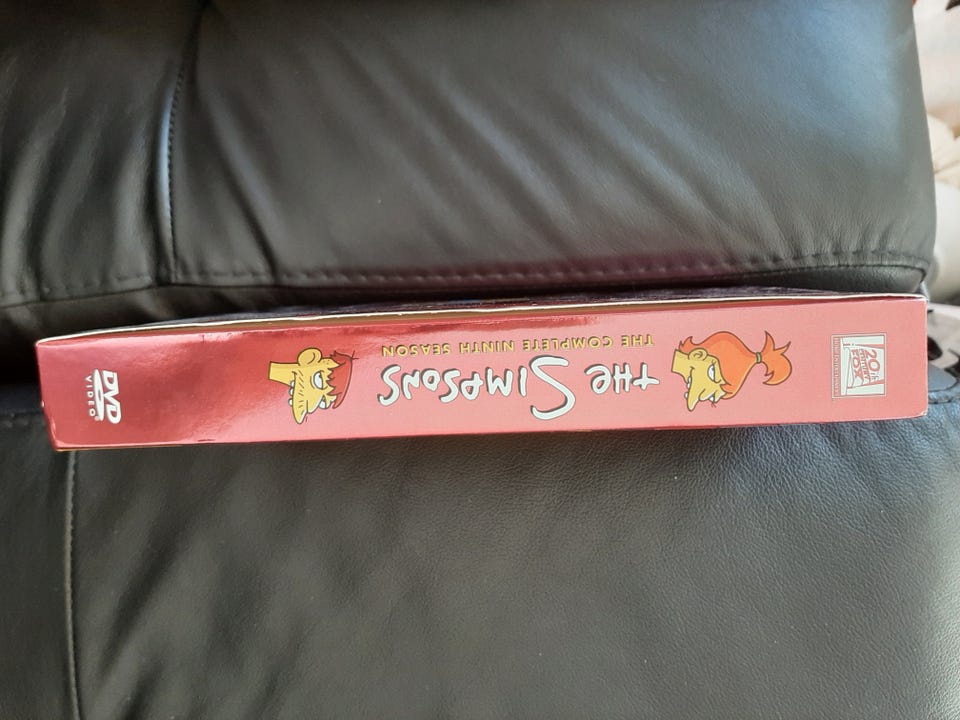 20th
CENTURY
FOX
THE SIMPSONS
THE COMPLETE NINTH SEASON
DVD
VIDEO